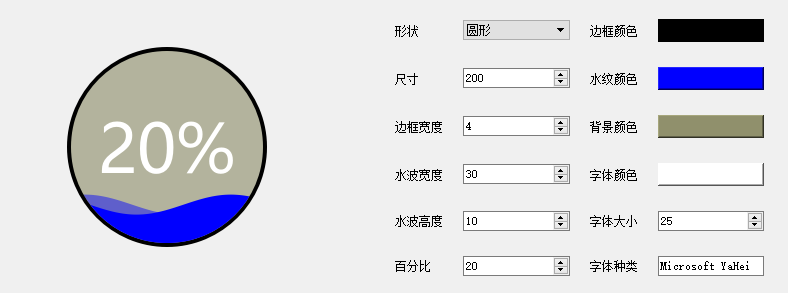 20%
形状 圆形 边框颜色
尺寸 200 水纹颜色
边框宽度 4 背景颜色
水波宽度 30 字体颜色
水波高度 10 字体大小 25
百分比 20 字体种类 Microsoft YaHei